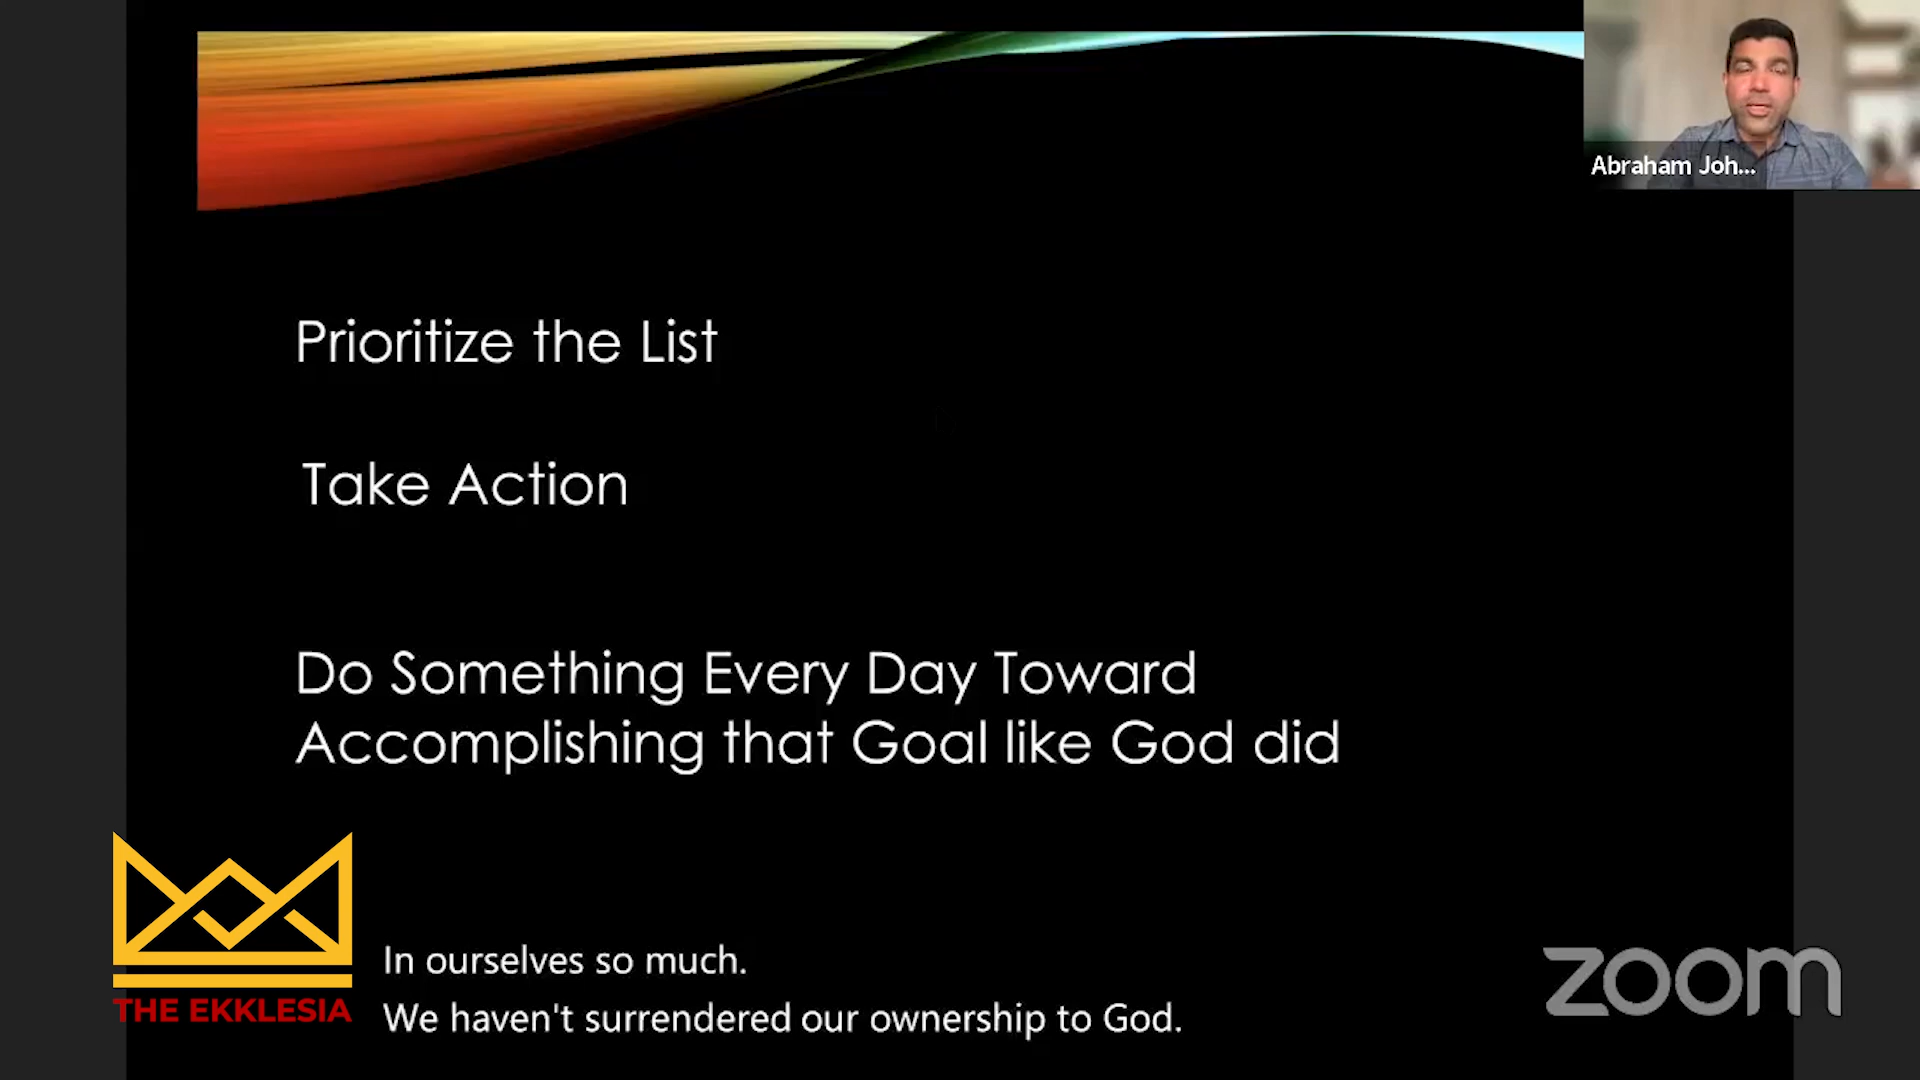 Abraham Joh...
Prioritize the List
Take Action
Do Something Every Day Toward
Accomplishing that Goal like God did
THE EKKLESIA
In ourselves so much.
We haven't surrendered our ownership to God.
zoom